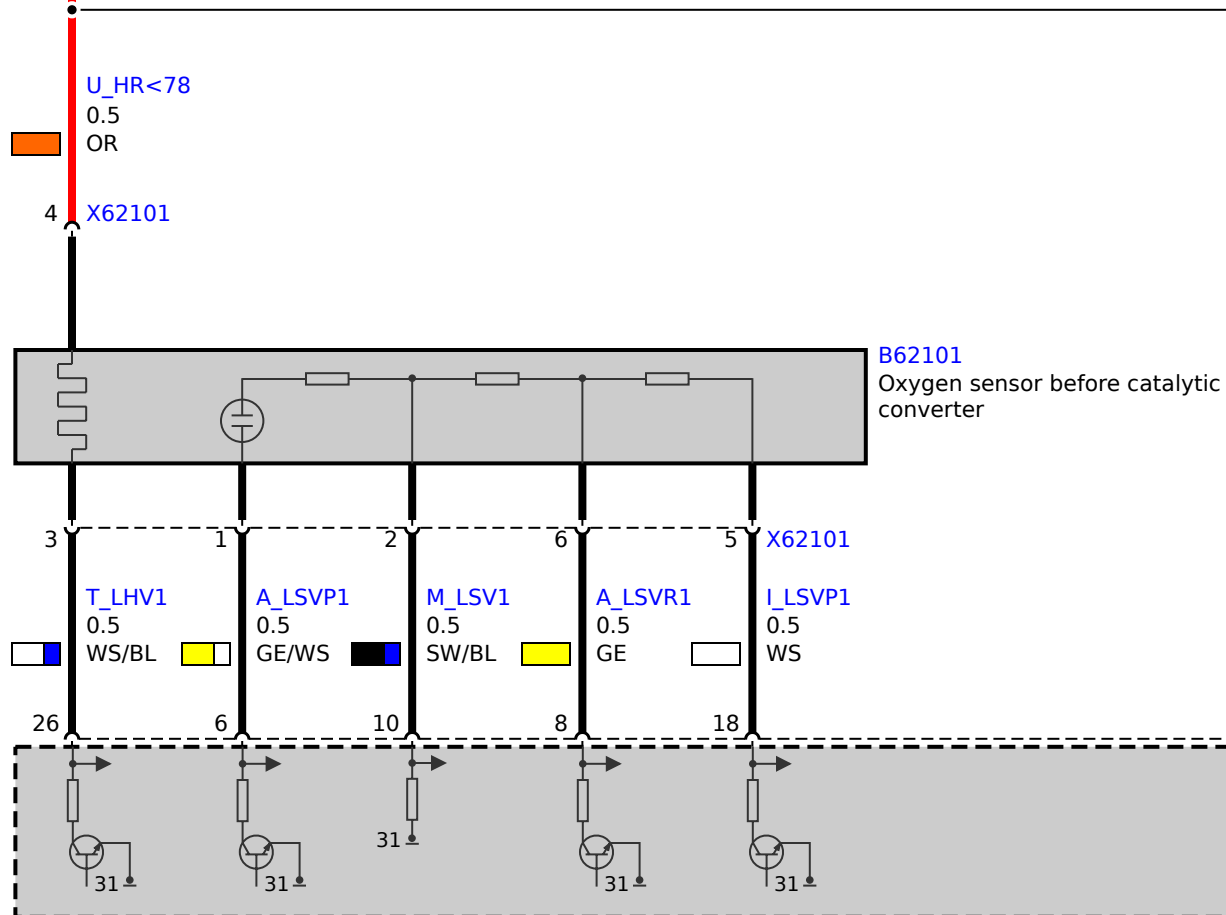 U_HR<78
0.5
OR
4 X62101
B62101
Oxygen sensor before catalytic
converter
3 1 2 6 5 X62101
T_LHV1 A_LSVP1 M_LSV1 A_LSVR1 I_LSVP1
0.5 0.5 0.5 0.5 0.5
WS/BL GE/WS SW/BL GE WS
26 6 10 8 18
31
31 31 31 31